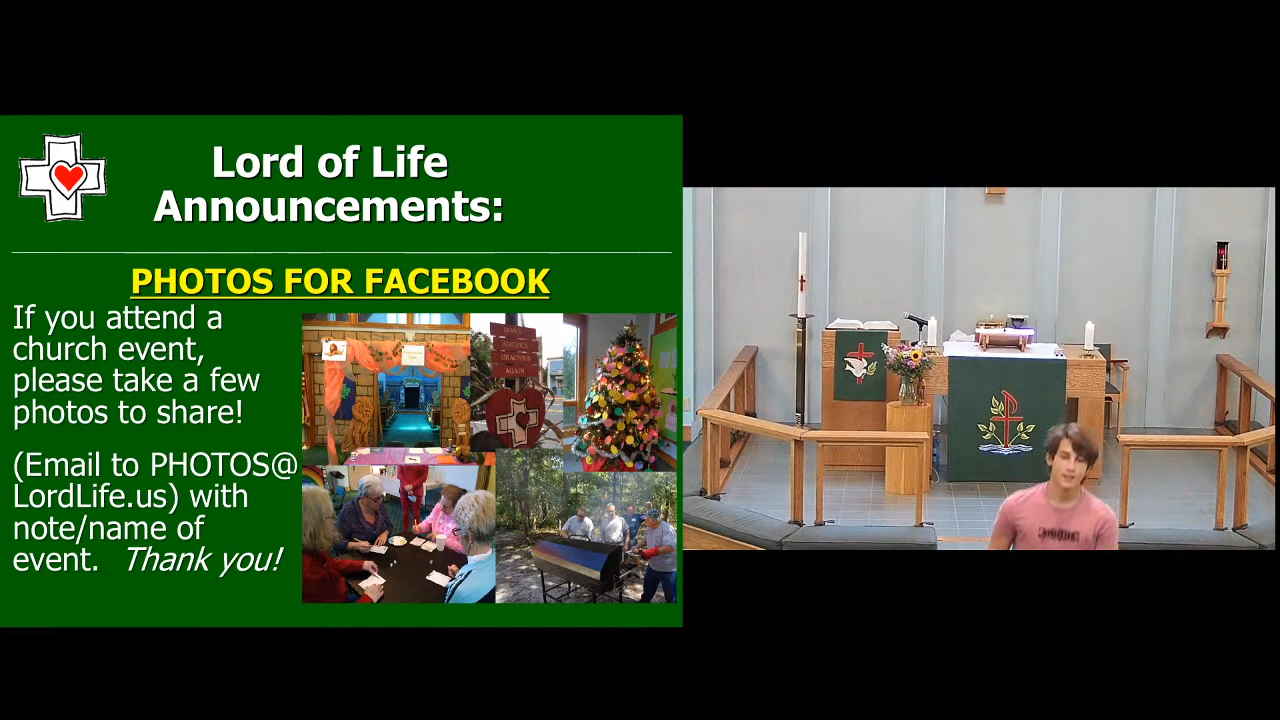 Lord of Life
Announcements:
PHOTOS FOR FACEBOOK
If you attend a
church event,
please take a few
photos to share!
(Email to PHOTOS@
LordLife.us) with
note/name of
event. Thank you!
MAKE
AMERICA
GRACIOUS
AGAIN